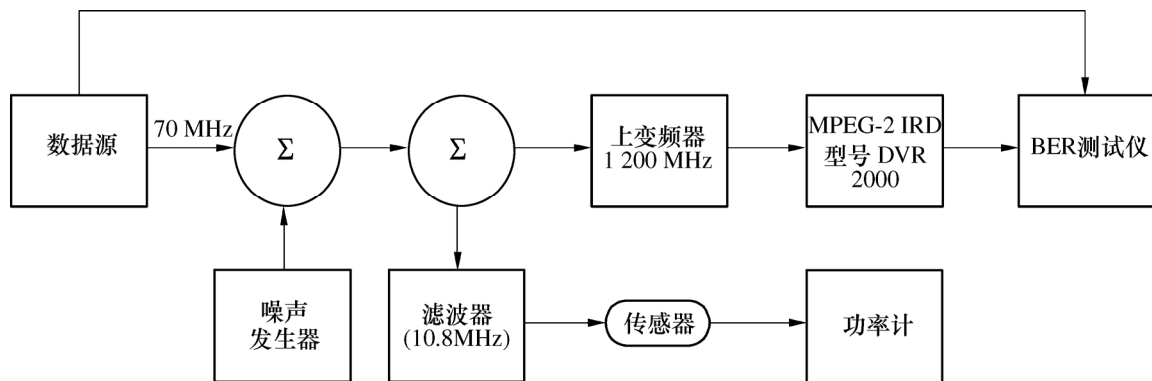 数据源
70 MHz
Σ
Σ
上变频器
1 200 MHz
MPEG-2 IRD
型号 DVR
2000
BER测试仪
噪声
发生器
滤波器
(10.8MHz)
传感器
功率计